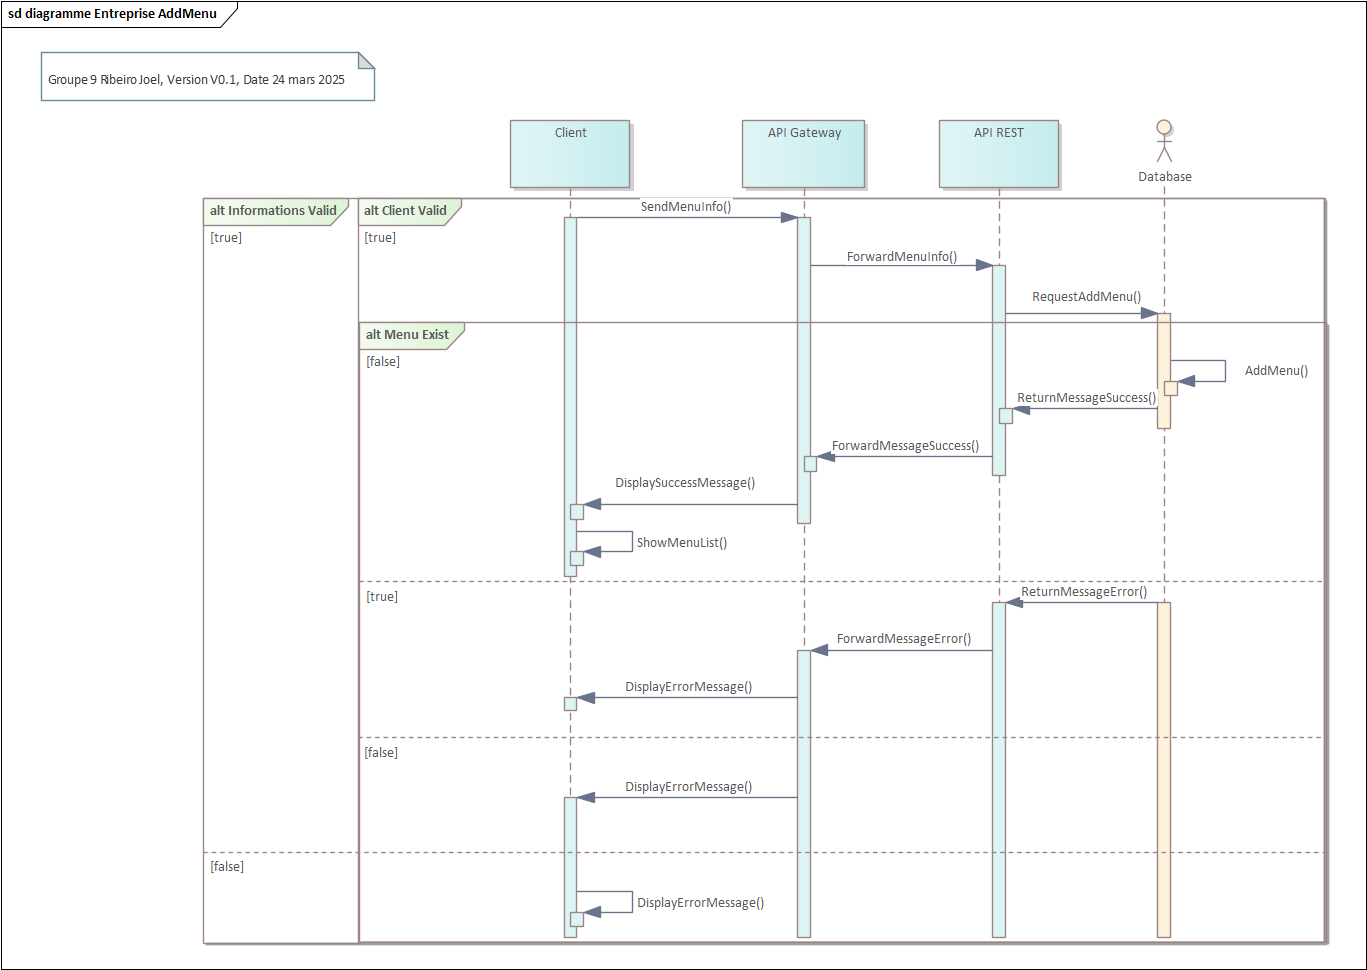 sd diagramme Entreprise AddMenu
Groupe 9 Ribeiro Joel, Version V0.1, Date 24 mars 2025
Client
API Gateway
API REST
Database
alt Informations Valid
alt Client Valid
SendMenuInfo()
[true]
[true]
ForwardMenuInfo()
RequestAddMenu()
alt Menu Exist
[false]
AddMenu()
ReturnMessageSuccess()
ForwardMessageSuccess()
DisplaySuccessMessage()
ShowMenuList()
[true]
ReturnMessageError()
ForwardMessageError()
DisplayErrorMessage()
[false]
DisplayErrorMessage()
[false]
DisplayErrorMessage()